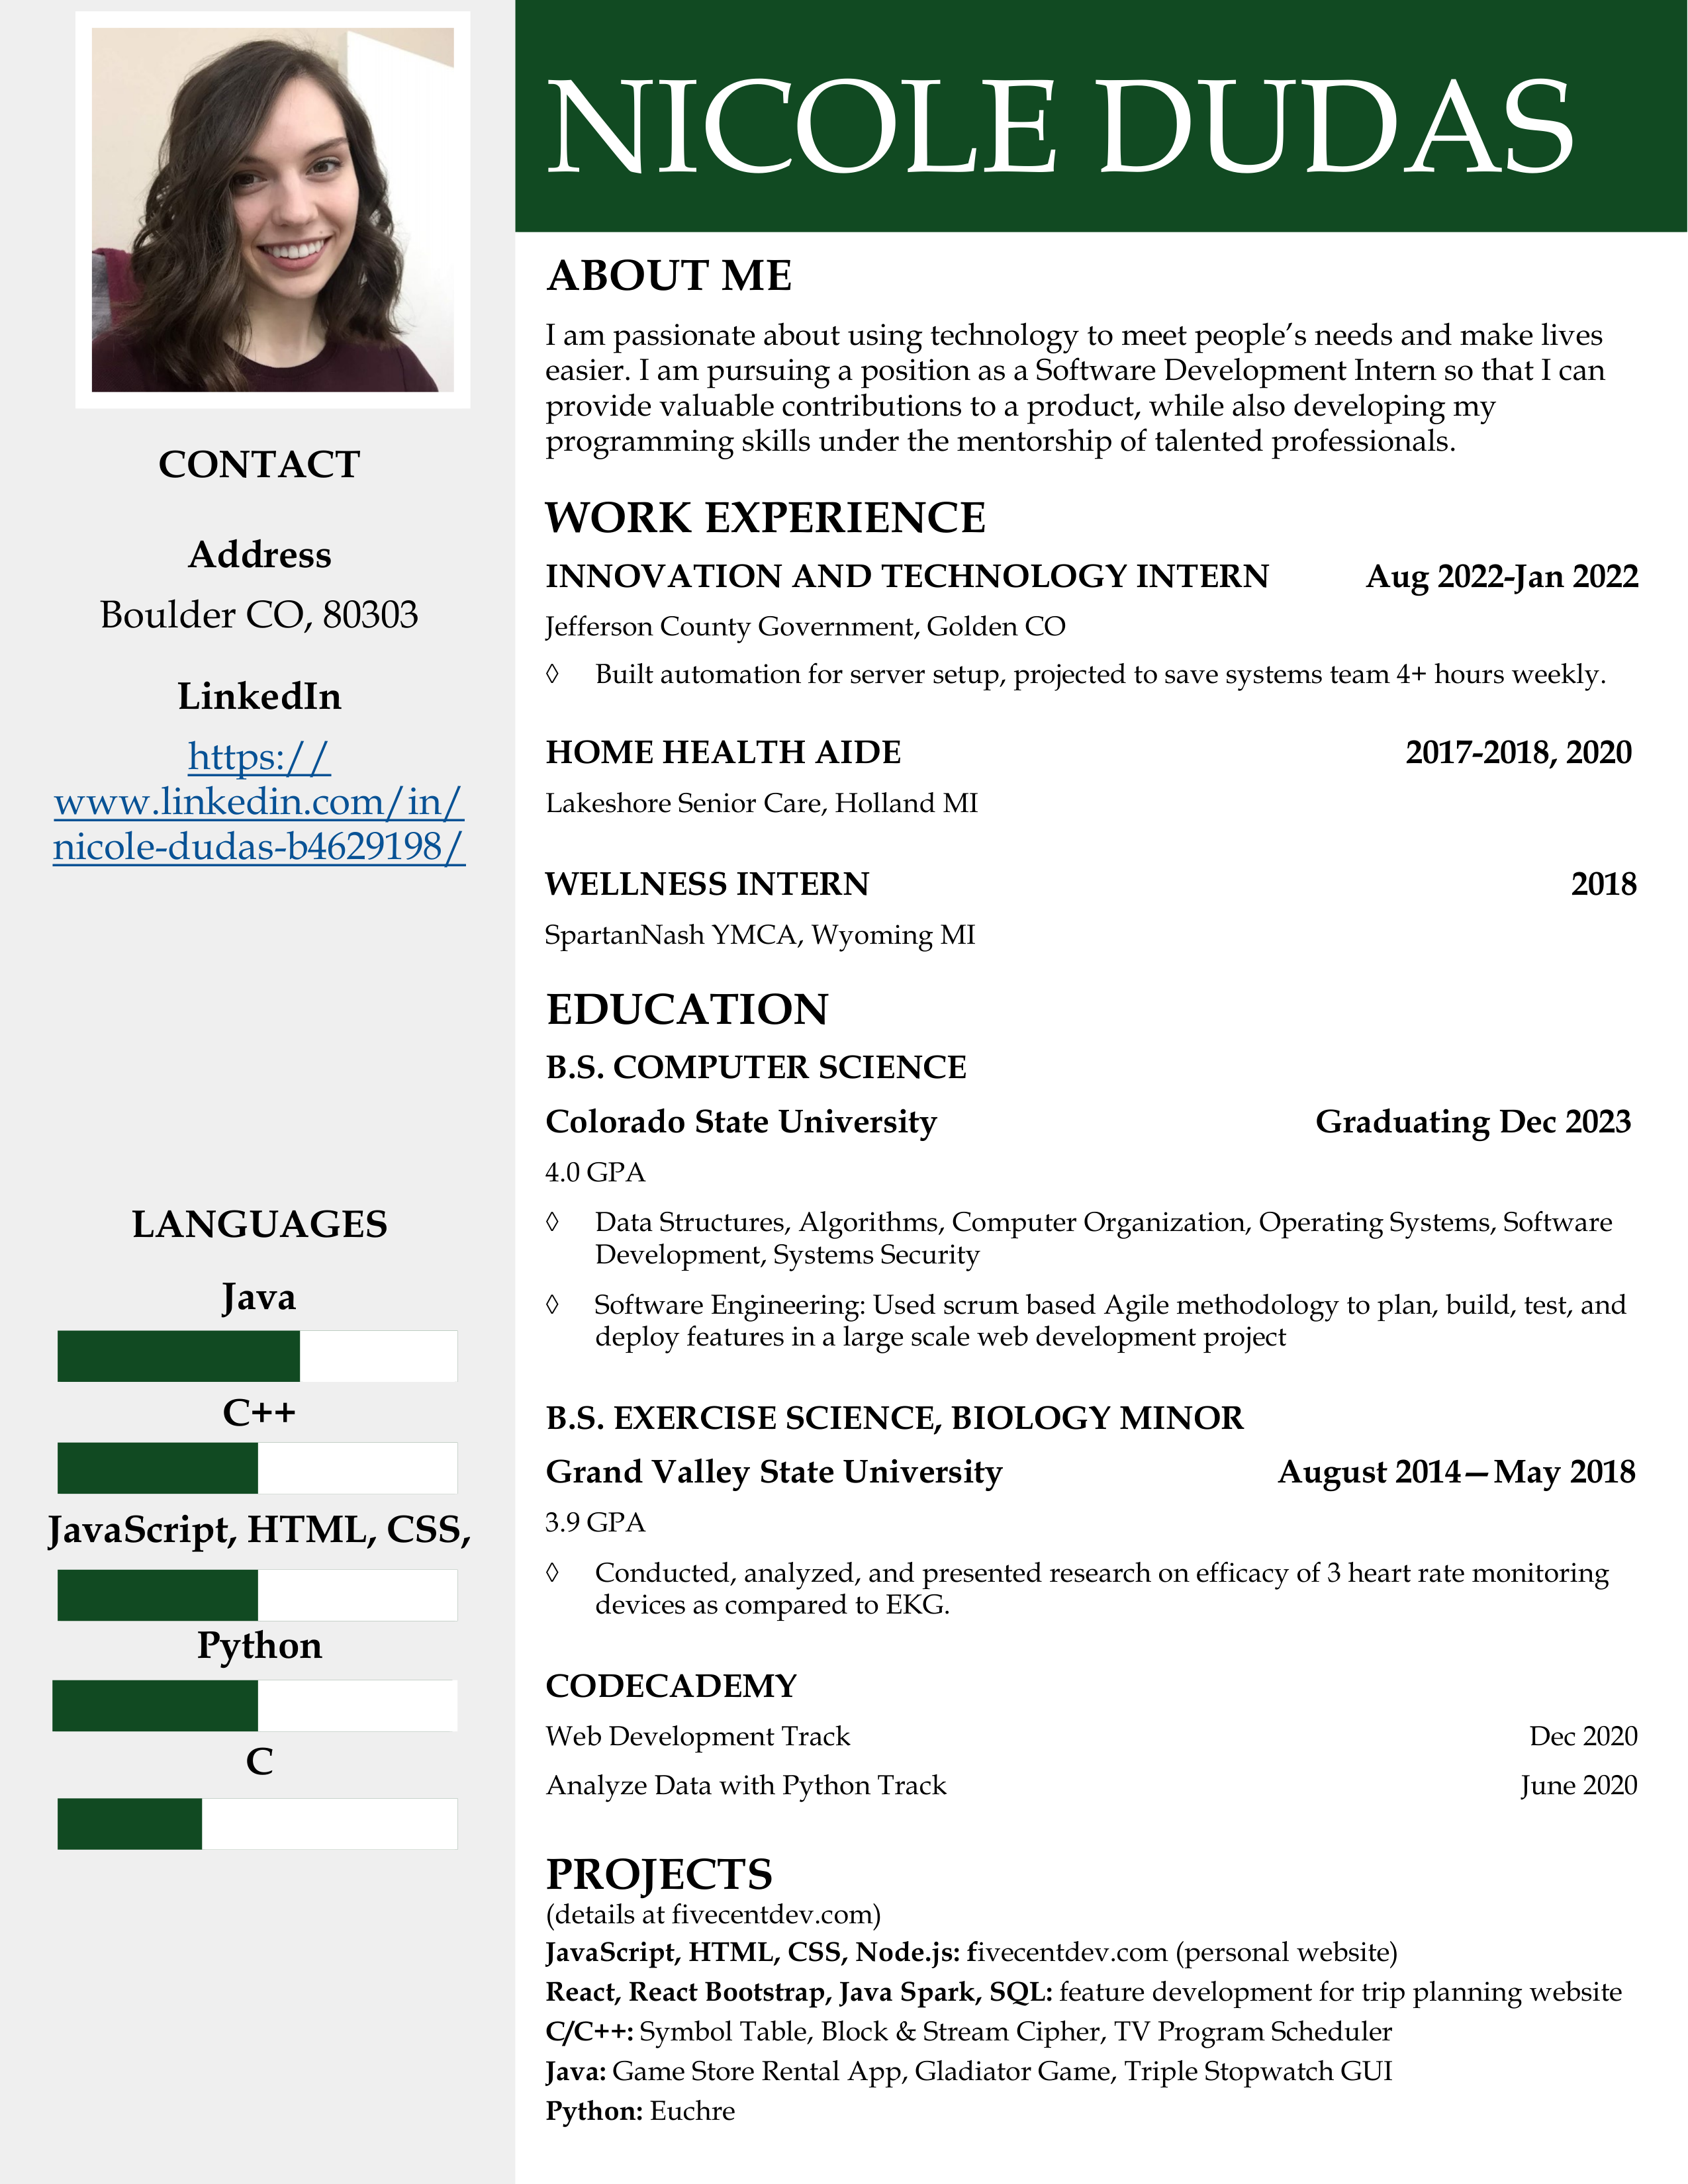 NICOLE DUDAS
CONTACT
Address
Boulder CO, 80303
LinkedIn
https://
www.linkedin.com/in/
nicole-dudas-b4629198/
LANGUAGES
Java
C++
JavaScript, HTML, CSS,
Python
C
ABOUT ME
I am passionate about using technology to meet people’s needs and make lives
easier. I am pursuing a position as a Software Development Intern so that I can
provide valuable contributions to a product, while also developing my
programming skills under the mentorship of talented professionals.
WORK EXPERIENCE
INNOVATION AND TECHNOLOGY INTERN Aug 2022-Jan 2022
Jefferson County Government, Golden CO
◊ Built automation for server setup, projected to save systems team 4+ hours weekly.
HOME HEALTH AIDE 2017-2018, 2020
Lakeshore Senior Care, Holland MI
WELLNESS INTERN 2018
SpartanNash YMCA, Wyoming MI
EDUCATION
B.S. COMPUTER SCIENCE
Colorado State University Graduating Dec 2023
4.0 GPA
◊ Data Structures, Algorithms, Computer Organization, Operating Systems, Software
Development, Systems Security
◊ Software Engineering: Used scrum based Agile methodology to plan, build, test, and
deploy features in a large scale web development project
B.S. EXERCISE SCIENCE, BIOLOGY MINOR
Grand Valley State University August 2014—May 2018
3.9 GPA
◊ Conducted, analyzed, and presented research on efficacy of 3 heart rate monitoring
devices as compared to EKG.
CODECADEMY
Web Development Track Dec 2020
Analyze Data with Python Track June 2020
PROJECTS
(details at fivecentdev.com)
JavaScript, HTML, CSS, Node.js: fivecentdev.com (personal website)
React, React Bootstrap, Java Spark, SQL: feature development for trip planning website
C/C++: Symbol Table, Block & Stream Cipher, TV Program Scheduler
Java: Game Store Rental App, Gladiator Game, Triple Stopwatch GUI
Python: Euchre